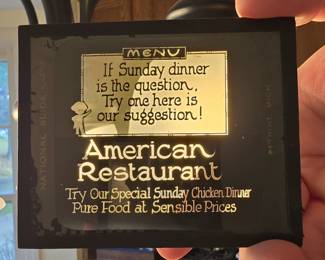 MENU
If Sunday dinner
is the question,
Try one here is
our suggestion!
American
Restaurant
Try Our Special Sunday Chicken Dinner
Pure Food at Sensible Prices
NATIONAL